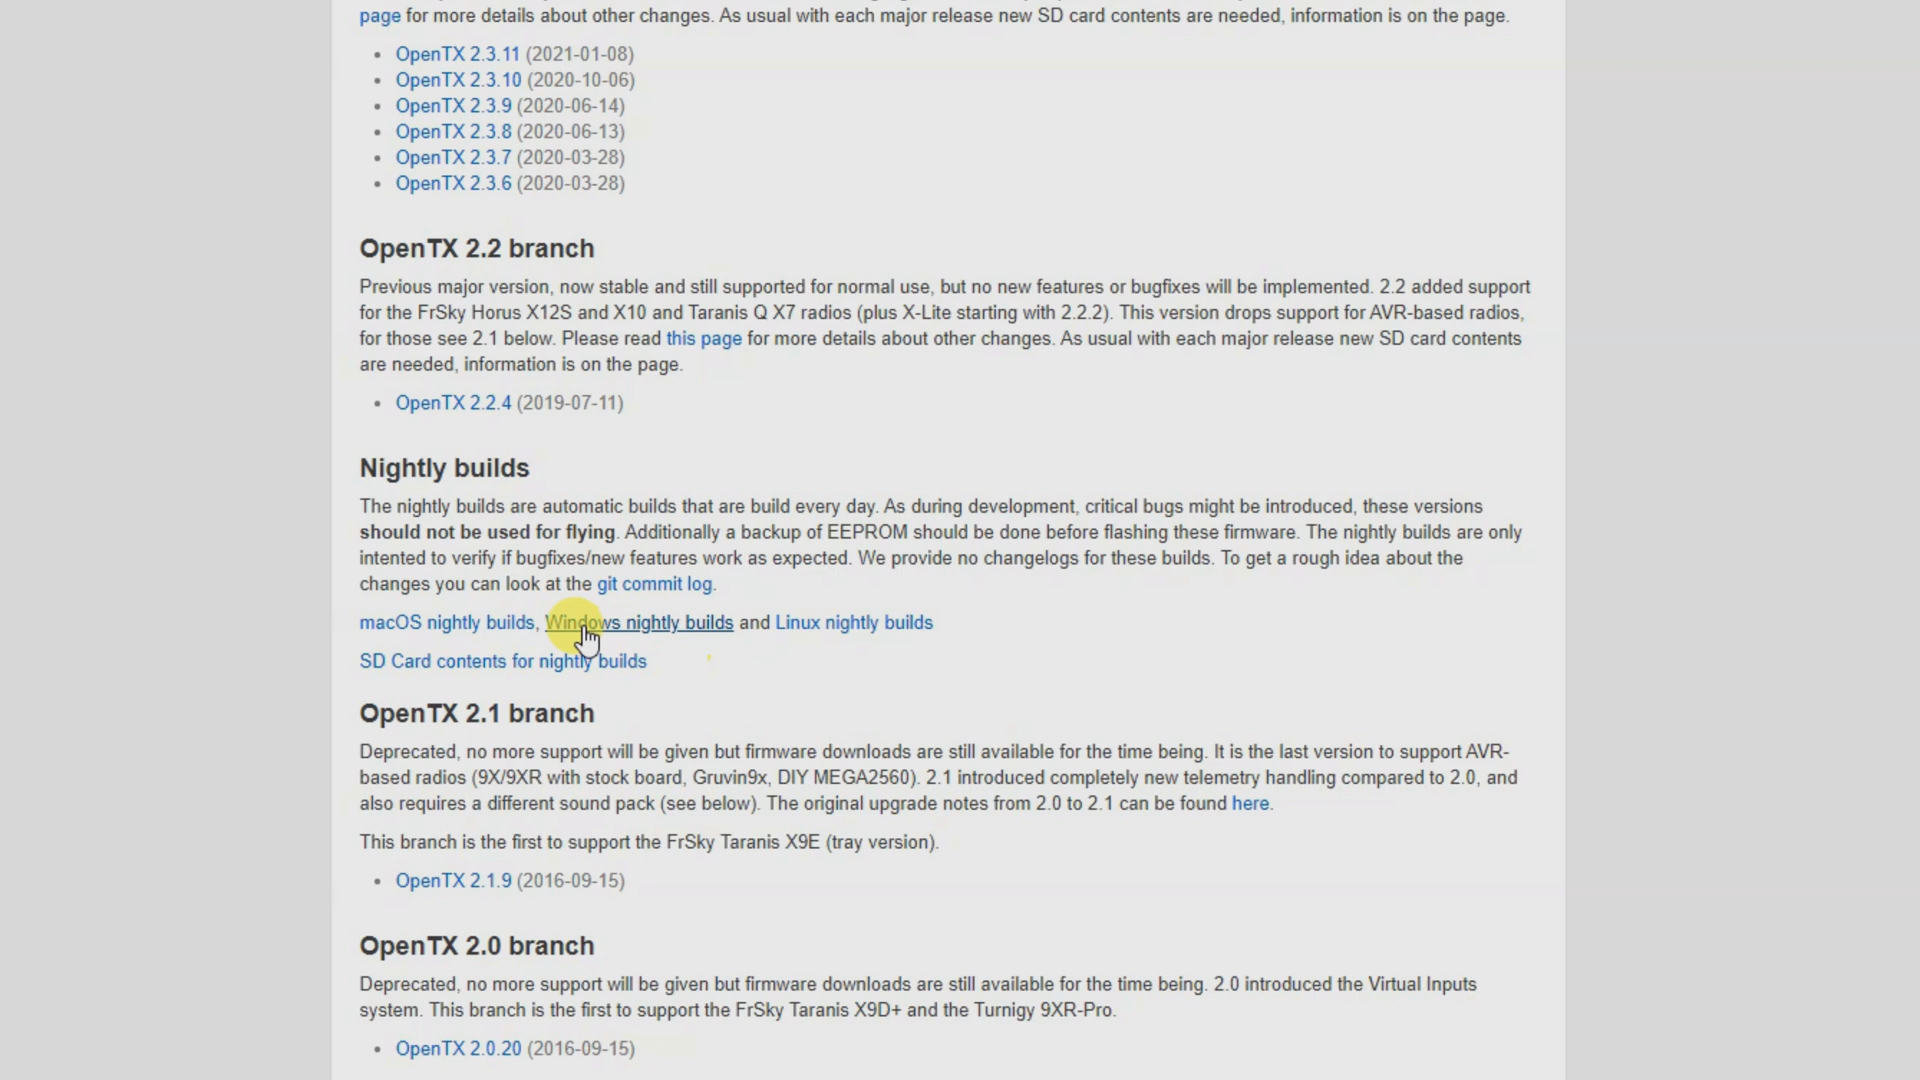 page for more details about other changes. As usual with each major release new SD card contents are needed, information is on the page.
• OpenTX 2.3.11 (2021-01-08)
• OpenTX 2.3.10 (2020-10-06)
• OpenTX 2.3.9 (2020-06-14)
• OpenTX 2.3.8 (2020-06-13)
• OpenTX 2.3.7 (2020-03-28)
• OpenTX 2.3.6 (2020-03-28)
OpenTX 2.2 branch
Previous major version, now stable and still supported for normal use, but no new features or bugfixes will be implemented. 2.2 added support
for the FrSky Horus X12S and X10 and Taranis Q X7 radios (plus X-Lite starting with 2.2.2). This version drops support for AVR-based radios,
for those see 2.1 below. Please read this page for more details about other changes. As usual with each major release new SD card contents
are needed, information is on the page.
• OpenTX 2.2.4 (2019-07-11)
Nightly builds
The nightly builds are automatic builds that are build every day. As during development, critical bugs might be introduced, these versions
should not be used for flying. Additionally a backup of EEPROM should be done before flashing these firmware. The nightly builds are only
intented to verify if bugfixes/new features work as expected. We provide no changelogs for these builds. To get a rough idea about the
changes you can look at the git commit log.
macOS nightly builds, Windows nightly builds and Linux nightly builds
SD Card contents for nightly builds
OpenTX 2.1 branch
Deprecated, no more support will be given but firmware downloads are still available for the time being. It is the last version to support AVR-
based radios (9X/9XR with stock board, Gruvin9x, DIY MEGA2560). 2.1 introduced completely new telemetry handling compared to 2.0, and
also requires a different sound pack (see below). The original upgrade notes from 2.0 to 2.1 can be found here.
This branch is the first to support the FrSky Taranis X9E (tray version).
• OpenTX 2.1.9 (2016-09-15)
OpenTX 2.0 branch
Deprecated, no more support will be given but firmware downloads are still available for the time being. 2.0 introduced the Virtual Inputs
system. This branch is the first to support the FrSky Taranis X9D+ and the Turnigy 9XR-Pro.
• OpenTX 2.0.20 (2016-09-15)